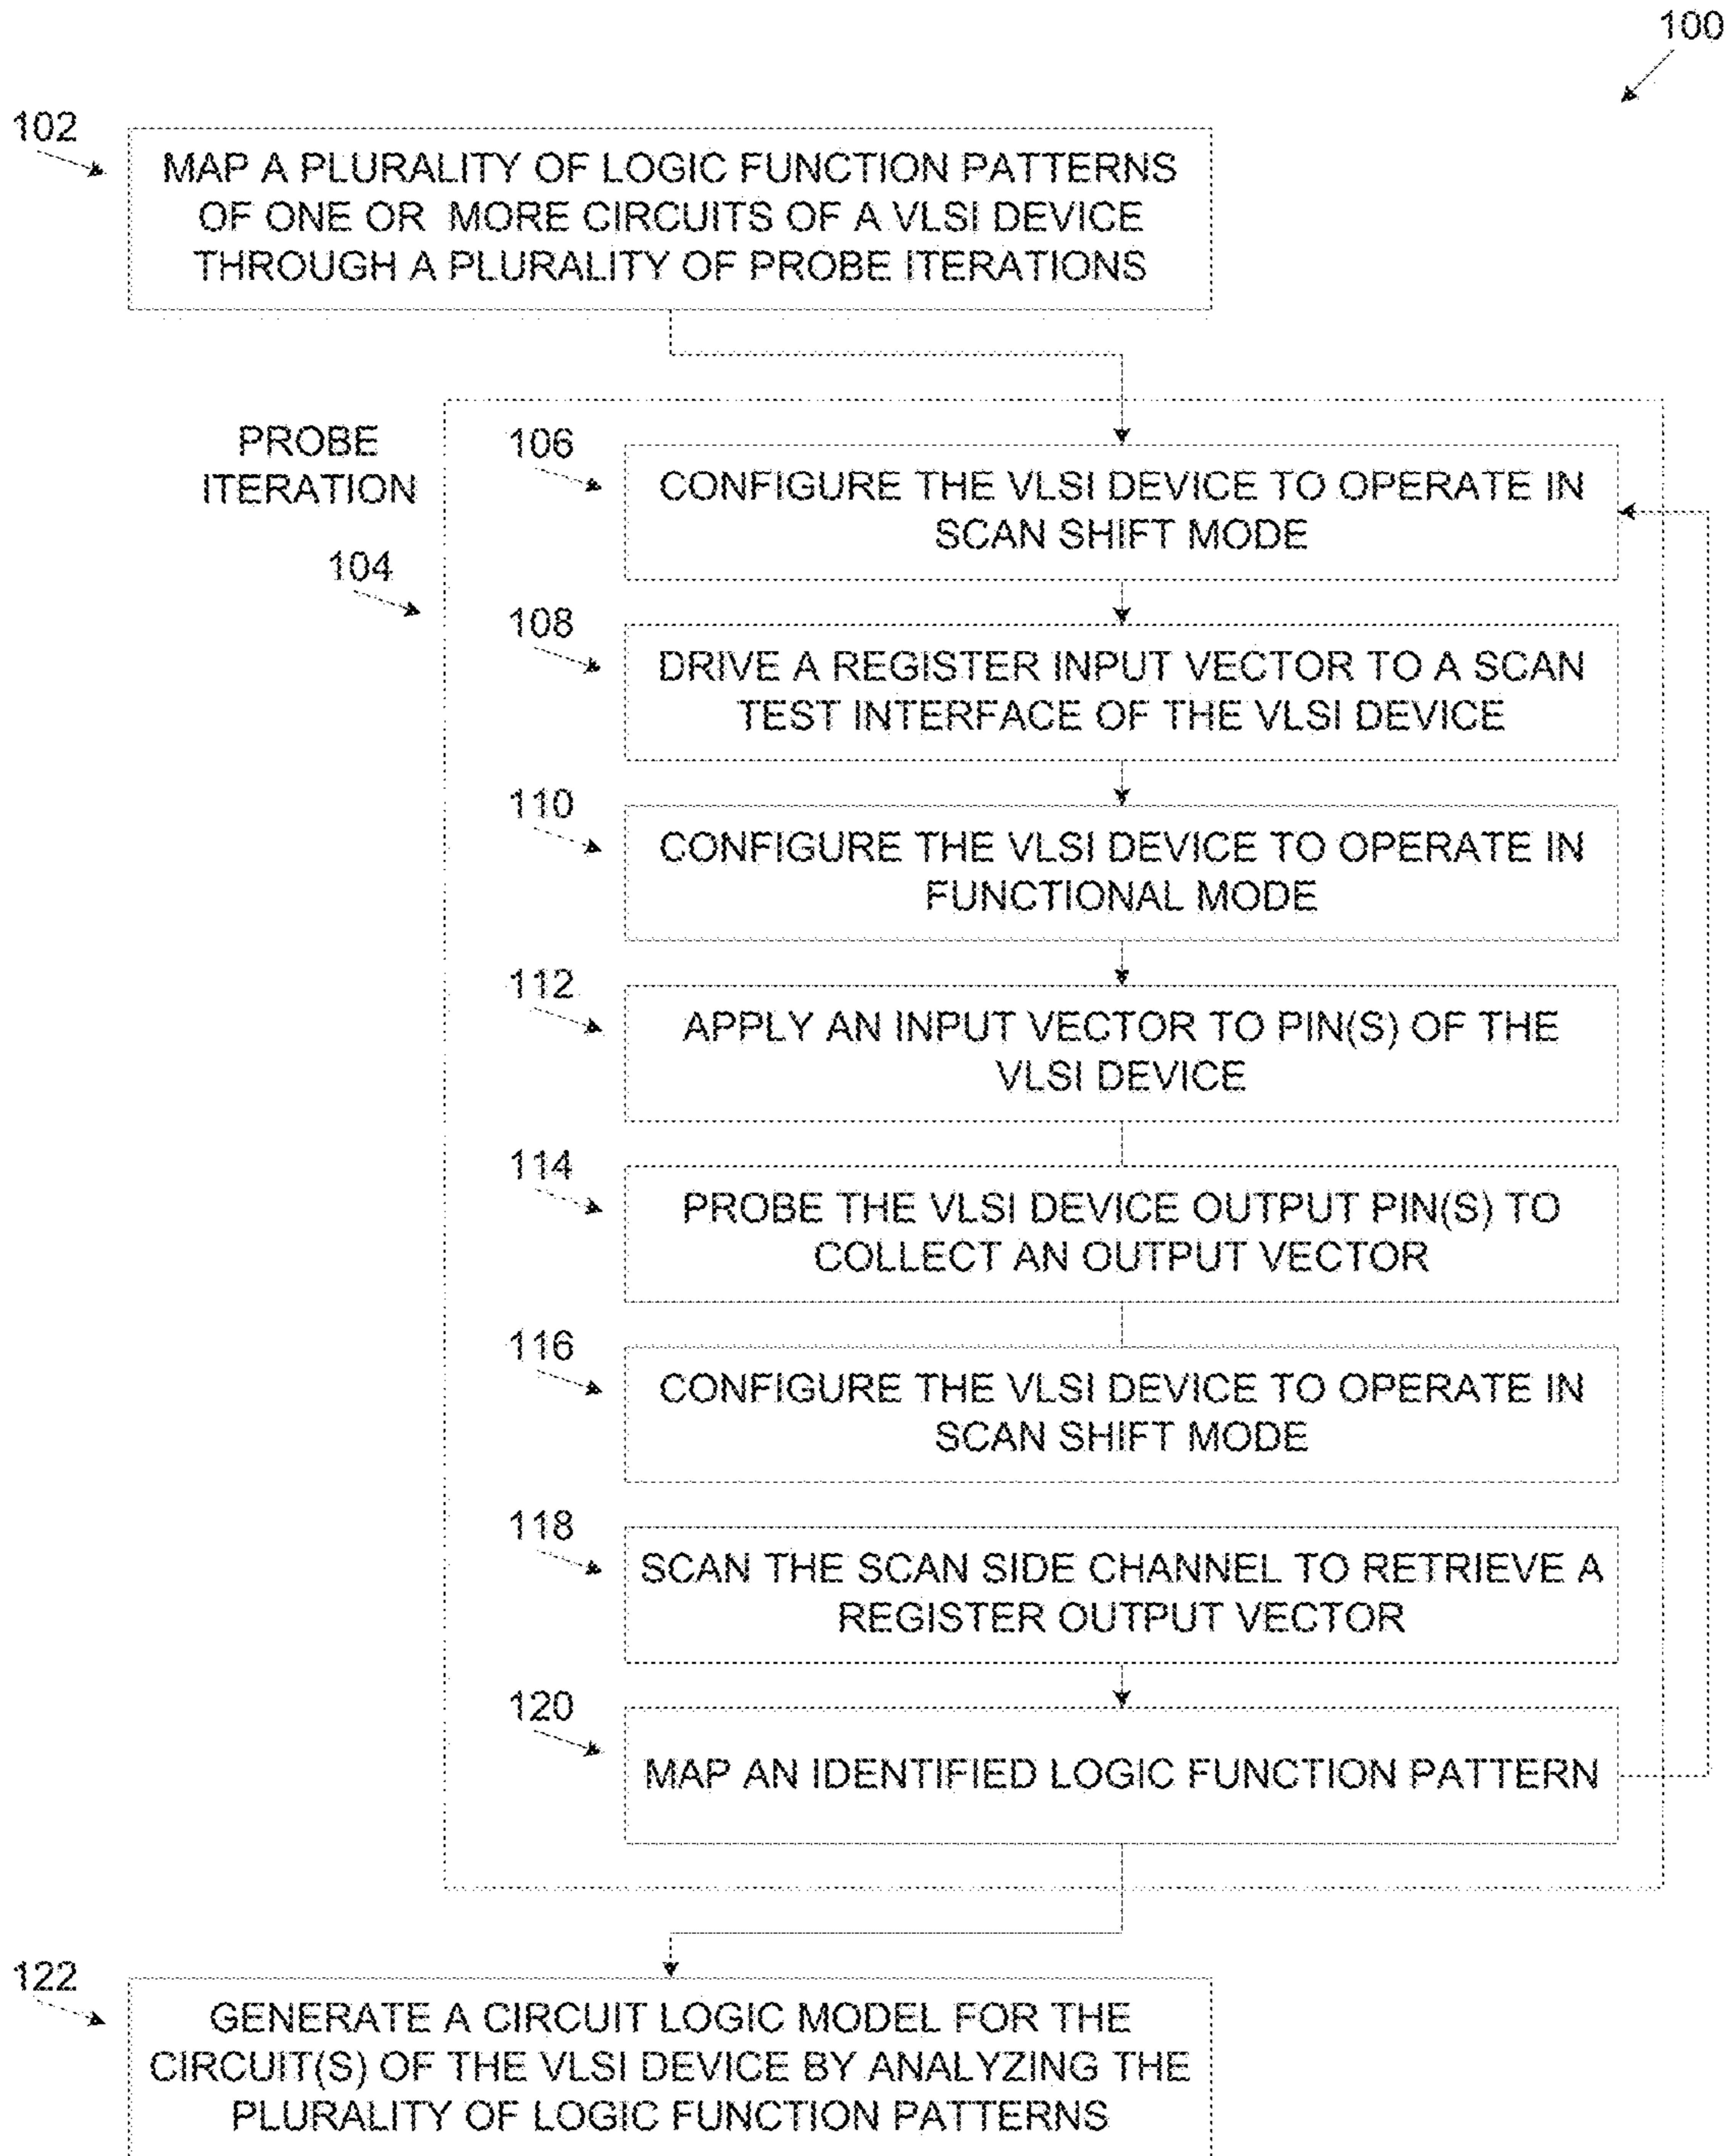 100
102
MAP A PLURALITY OF LOGIC FUNCTION PATTERNS
OF ONE OR MORE CIRCUITS OF A VLSI DEVICE
THROUGH A PLURALITY OF PROBE ITERATIONS
PROBE
ITERATION
104
106
CONFIGURE THE VLSI DEVICE TO OPERATE IN
SCAN SHIFT MODE
108
DRIVE A REGISTER INPUT VECTOR TO A SCAN
TEST INTERFACE OF THE VLSI DEVICE
110
CONFIGURE THE VLSI DEVICE TO OPERATE IN
FUNCTIONAL MODE
112
APPLY AN INPUT VECTOR TO PIN(S) OF THE
VLSI DEVICE
114
PROBE THE VLSI DEVICE OUTPUT PIN(S) TO
COLLECT AN OUTPUT VECTOR
116
CONFIGURE THE VLSI DEVICE TO OPERATE IN
SCAN SHIFT MODE
118
SCAN THE SCAN SIDE CHANNEL TO RETRIEVE A
REGISTER OUTPUT VECTOR
120
MAP AN IDENTIFIED LOGIC FUNCTION PATTERN
122
GENERATE A CIRCUIT LOGIC MODEL FOR THE
CIRCUIT(S) OF THE VLSI DEVICE BY ANALYZING THE
PLURALITY OF LOGIC FUNCTION PATTERNS